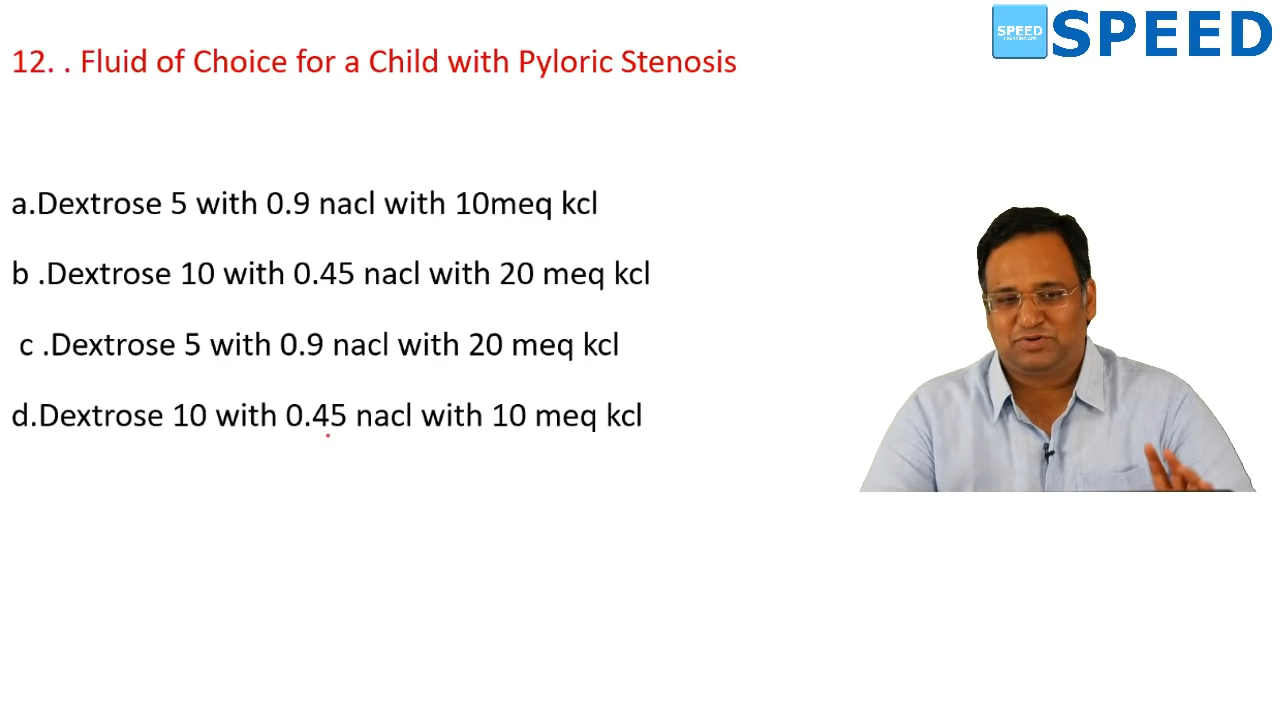 SPEED
SPEED
12. . Fluid of Choice for a Child with Pyloric Stenosis
a.Dextrose 5 with 0.9 nacl with 10meq kcl
b .Dextrose 10 with 0.45 nacl with 20 meq kcl
c .Dextrose 5 with 0.9 nacl with 20 meq kcl
d.Dextrose 10 with 0.45 nacl with 10 meq kcl